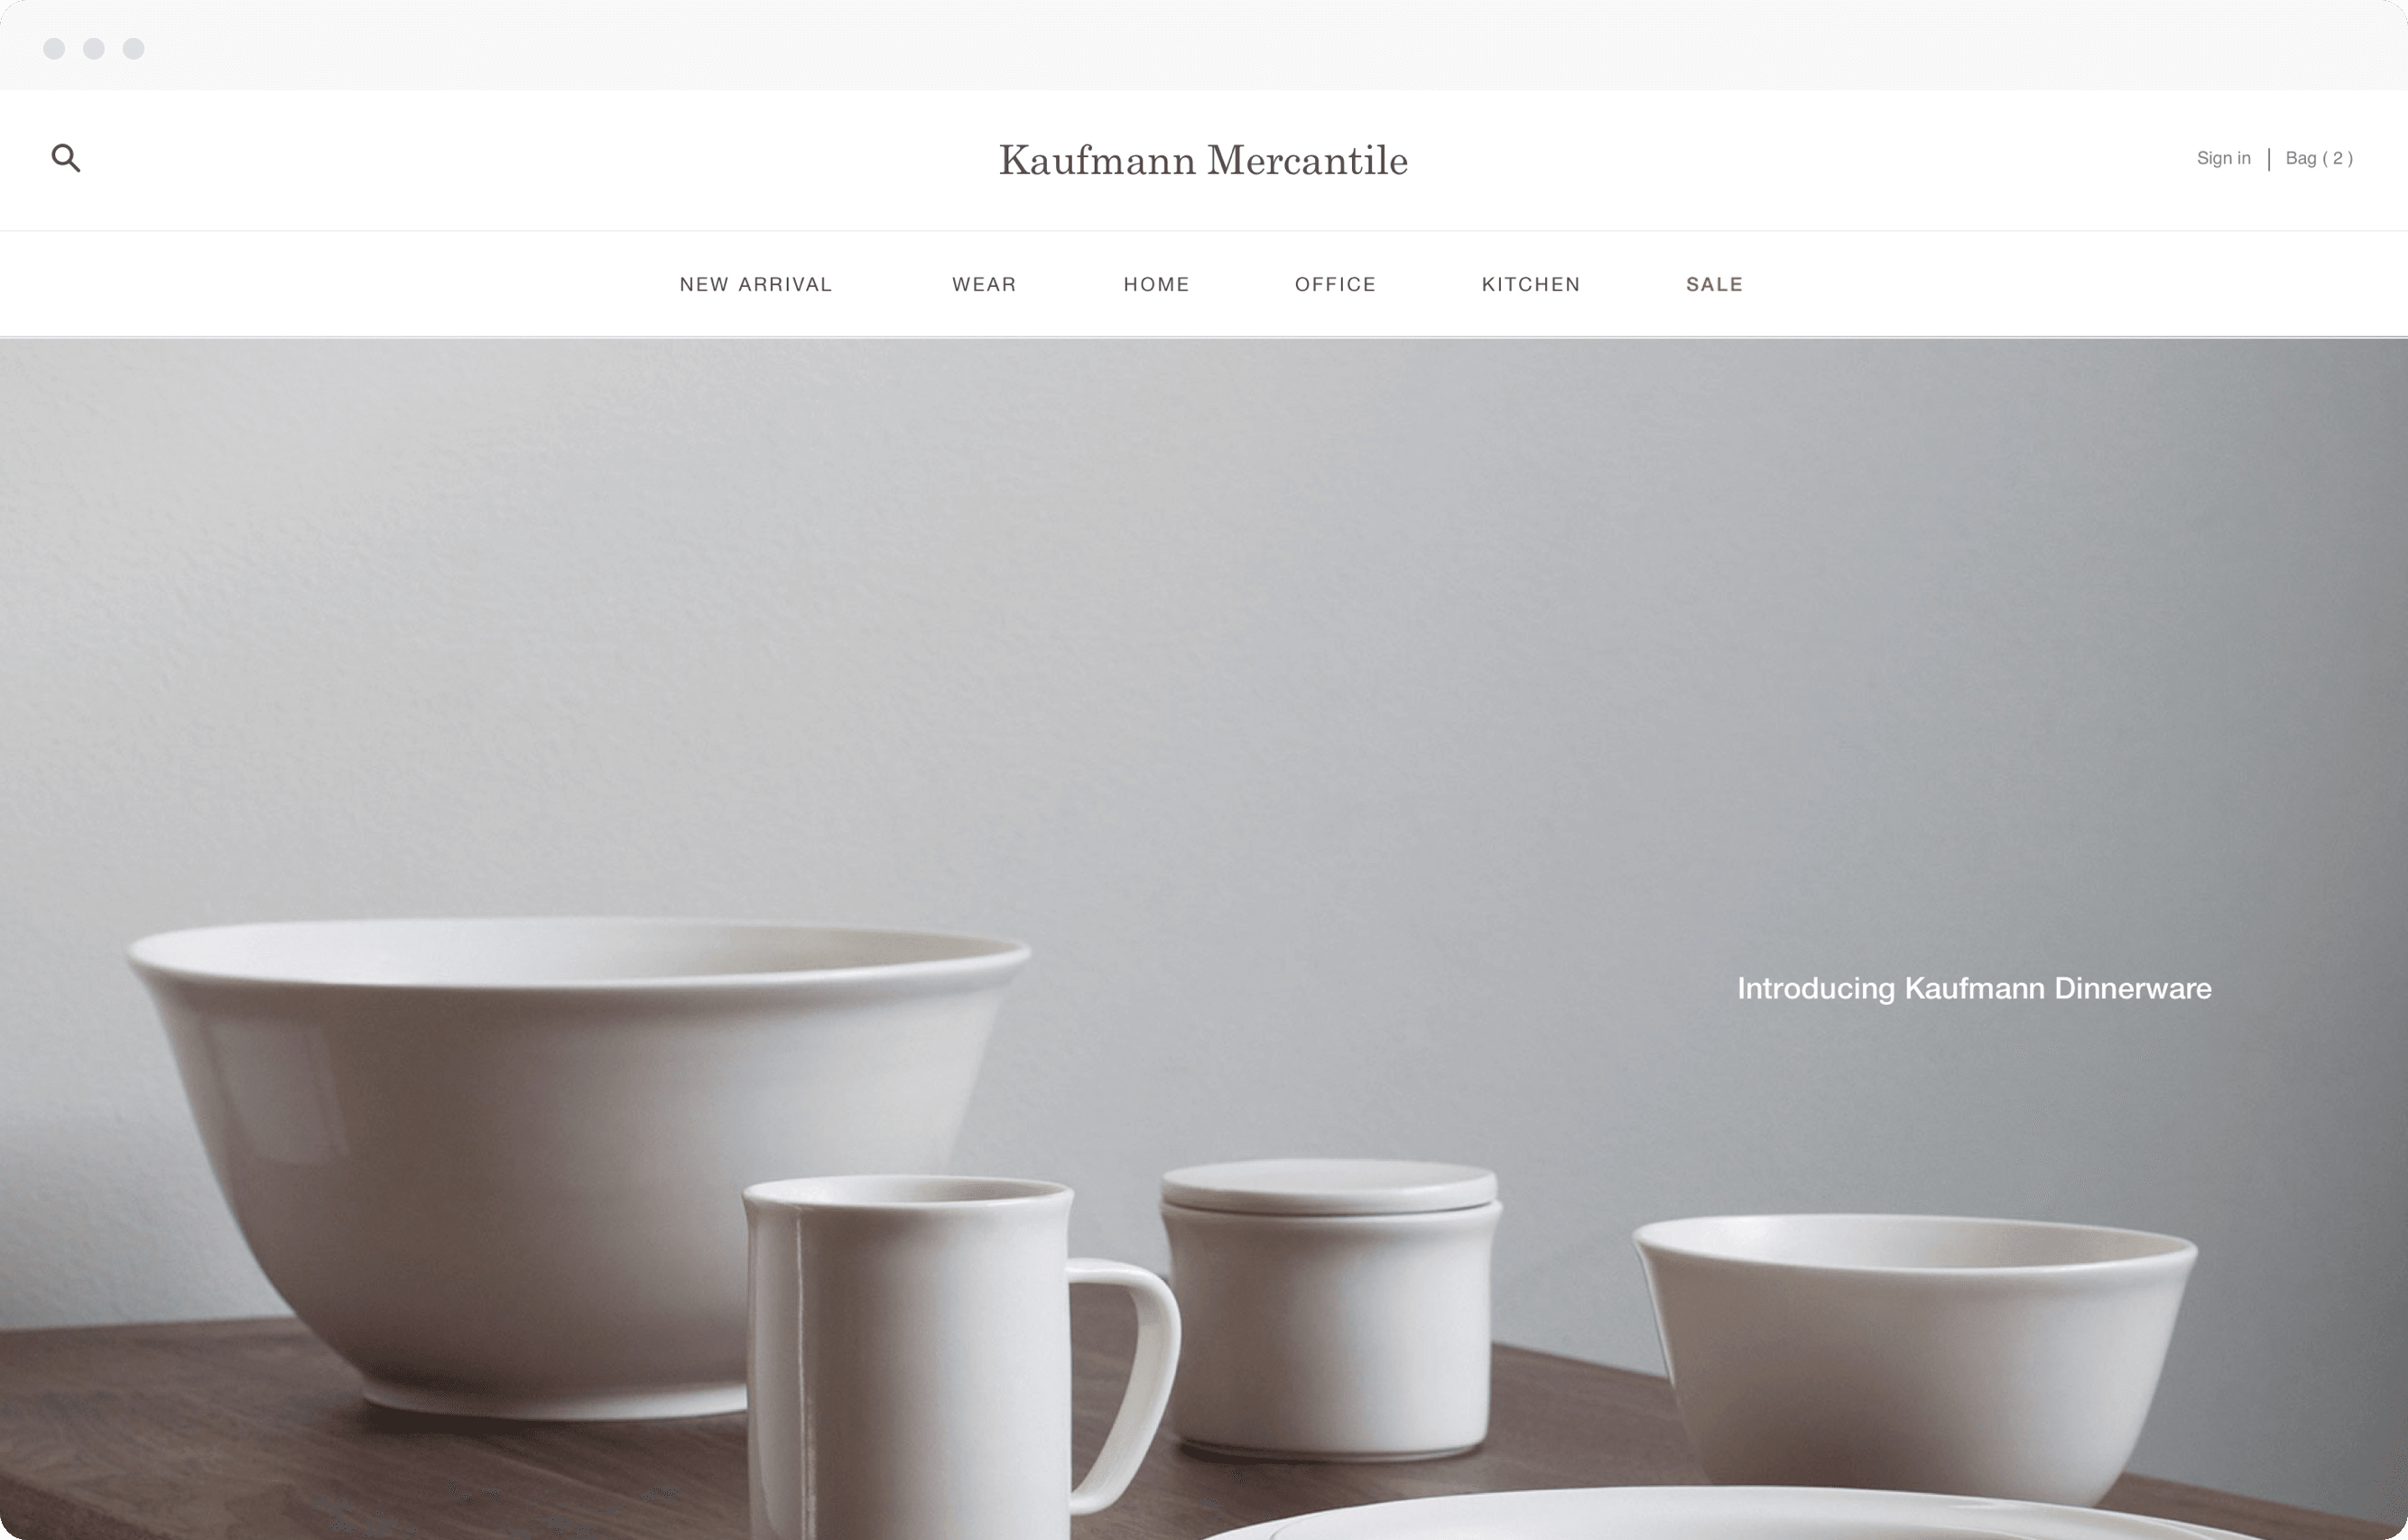 Kaufmann Mercantile
Sign in | Bag ( 2 )
NEW ARRIVAL WEAR HOME OFFICE KITCHEN SALE
Introducing Kaufmann Dinnerware